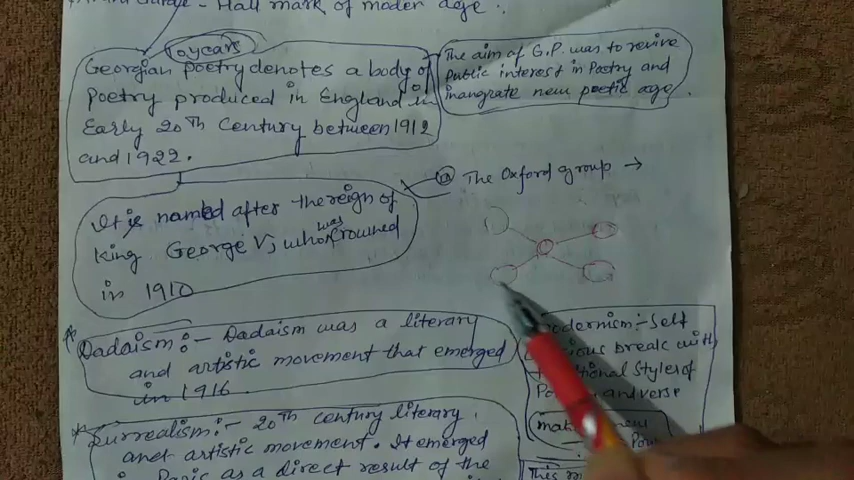 Hall mark of moder age.
(10 years)
Georgian poetry denotes a body of
Poetry produced in England in
Early 20th Century between 1912
and 1922.
The aim of G.P. was to revive
Public interest in Poetry and
inangrate new poetic age.
The Oxford group →
It is named after the reign of
King George V, who was Crowned
in 1910
Dadaism:- Dadaism was a literary
and artistic movement that emerged
in 1916
Surrealism:- 20th century literary
and artistic movement. It emerged
in Paris as a direct result of the
Modernism:- Self
break with
Styles of
and verse
new
This